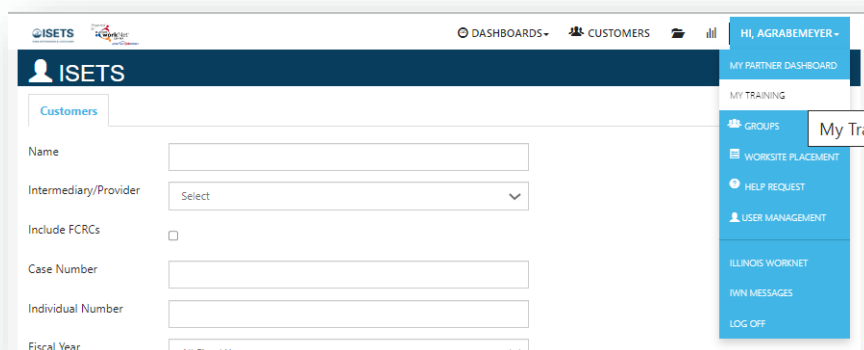 ISETS
workNet
DASHBOARDS
CUSTOMERS
HI, AGRABEMEYER
ISETS
MY PARTNER DASHBOARD
MY TRAINING
GROUPS
My Tra
WORKSITE PLACEMENT
HELP REQUEST
USER MANAGEMENT
ILLINOIS WORKNET
IWN MESSAGES
LOG OFF
Customers
Name
Intermediary/Provider
Select
Include FCRCs
Case Number
Individual Number
Fiscal Year